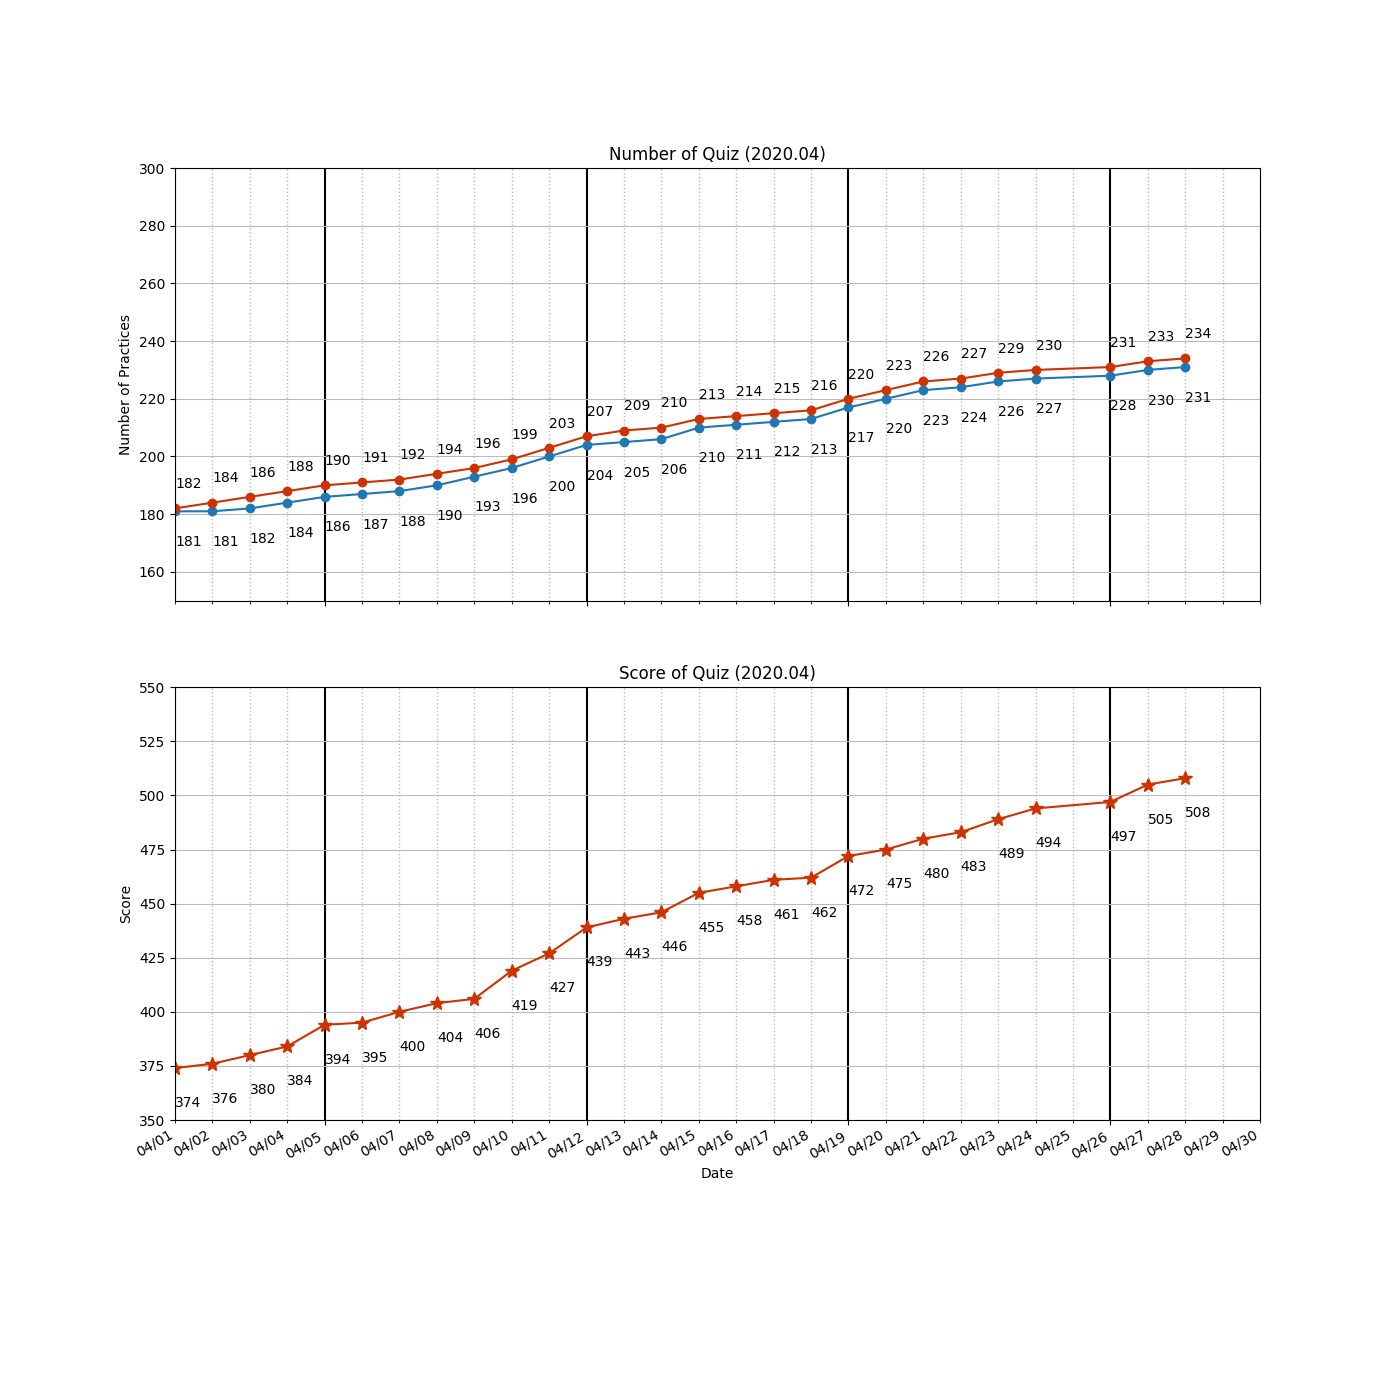 Number of Quiz (2020.04)
300
280
260
240
220
200
180
160
Number of Practices
182 184 186 188 190 191 192 194 196 199 203 207 209 210 213 214 215 216 220 223 226 227 229 230 231 233 234
181 181 182 184 186 187 188 190 193 196 200 204 205 206 210 211 212 213 217 220 223 224 226 227 228 230 231
Score of Quiz (2020.04)
550
525
500
475
450
425
400
375
350
Score
374 376 380 384 394 395 400 404 406 419 427 439 443 446 455 458 461 462 472 475 480 483 489 494 497 505 508
04/01 04/02 04/03 04/04 04/05 04/06 04/07 04/08 04/09 04/10 04/11 04/12 04/13 04/14 04/15 04/16 04/17 04/18 04/19 04/20 04/21 04/22 04/23 04/24 04/25 04/26 04/27 04/28 04/29 04/30
Date